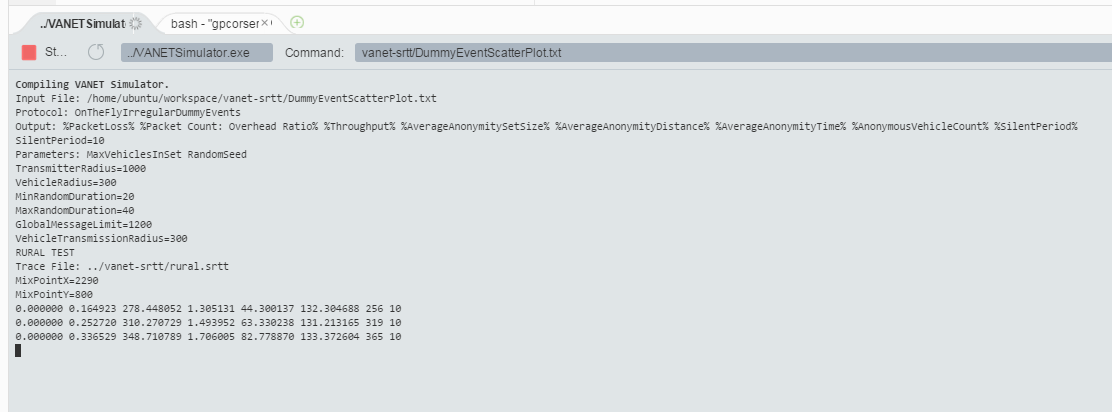 ../VANETSimulat
bash - "gpcorser
St... ../VANETSimulator.exe Command: vanet-srtt/DummyEventScatterPlot.txt
Compiling VANET Simulator.
Input File: /home/ubuntu/workspace/vanet-srtt/DummyEventScatterPlot.txt
Protocol: OnTheFlyIrregularDummyEvents
Output: %PacketLoss% %Packet Count: Overhead Ratio% %Throughput% %AverageAnonymitySetSize% %AverageAnonymityDistance% %AverageAnonymityTime% %AnonymousVehicleCount% %SilentPeriod%
SilentPeriod=10
Parameters: MaxVehiclesInSet RandomSeed
TransmitterRadius=1000
VehicleRadius=300
MinRandomDuration=20
MaxRandomDuration=40
GlobalMessageLimit=1200
VehicleTransmissionRadius=300
RURAL TEST
Trace File: ../vanet-srtt/rural.srtt
MixPointX=2290
MixPointY=800
0.000000 0.164923 278.448052 1.305131 44.300137 132.304688 256 10
0.000000 0.252720 310.270729 1.493952 63.330238 131.213165 319 10
0.000000 0.336529 348.710789 1.706005 82.778870 133.372604 365 10